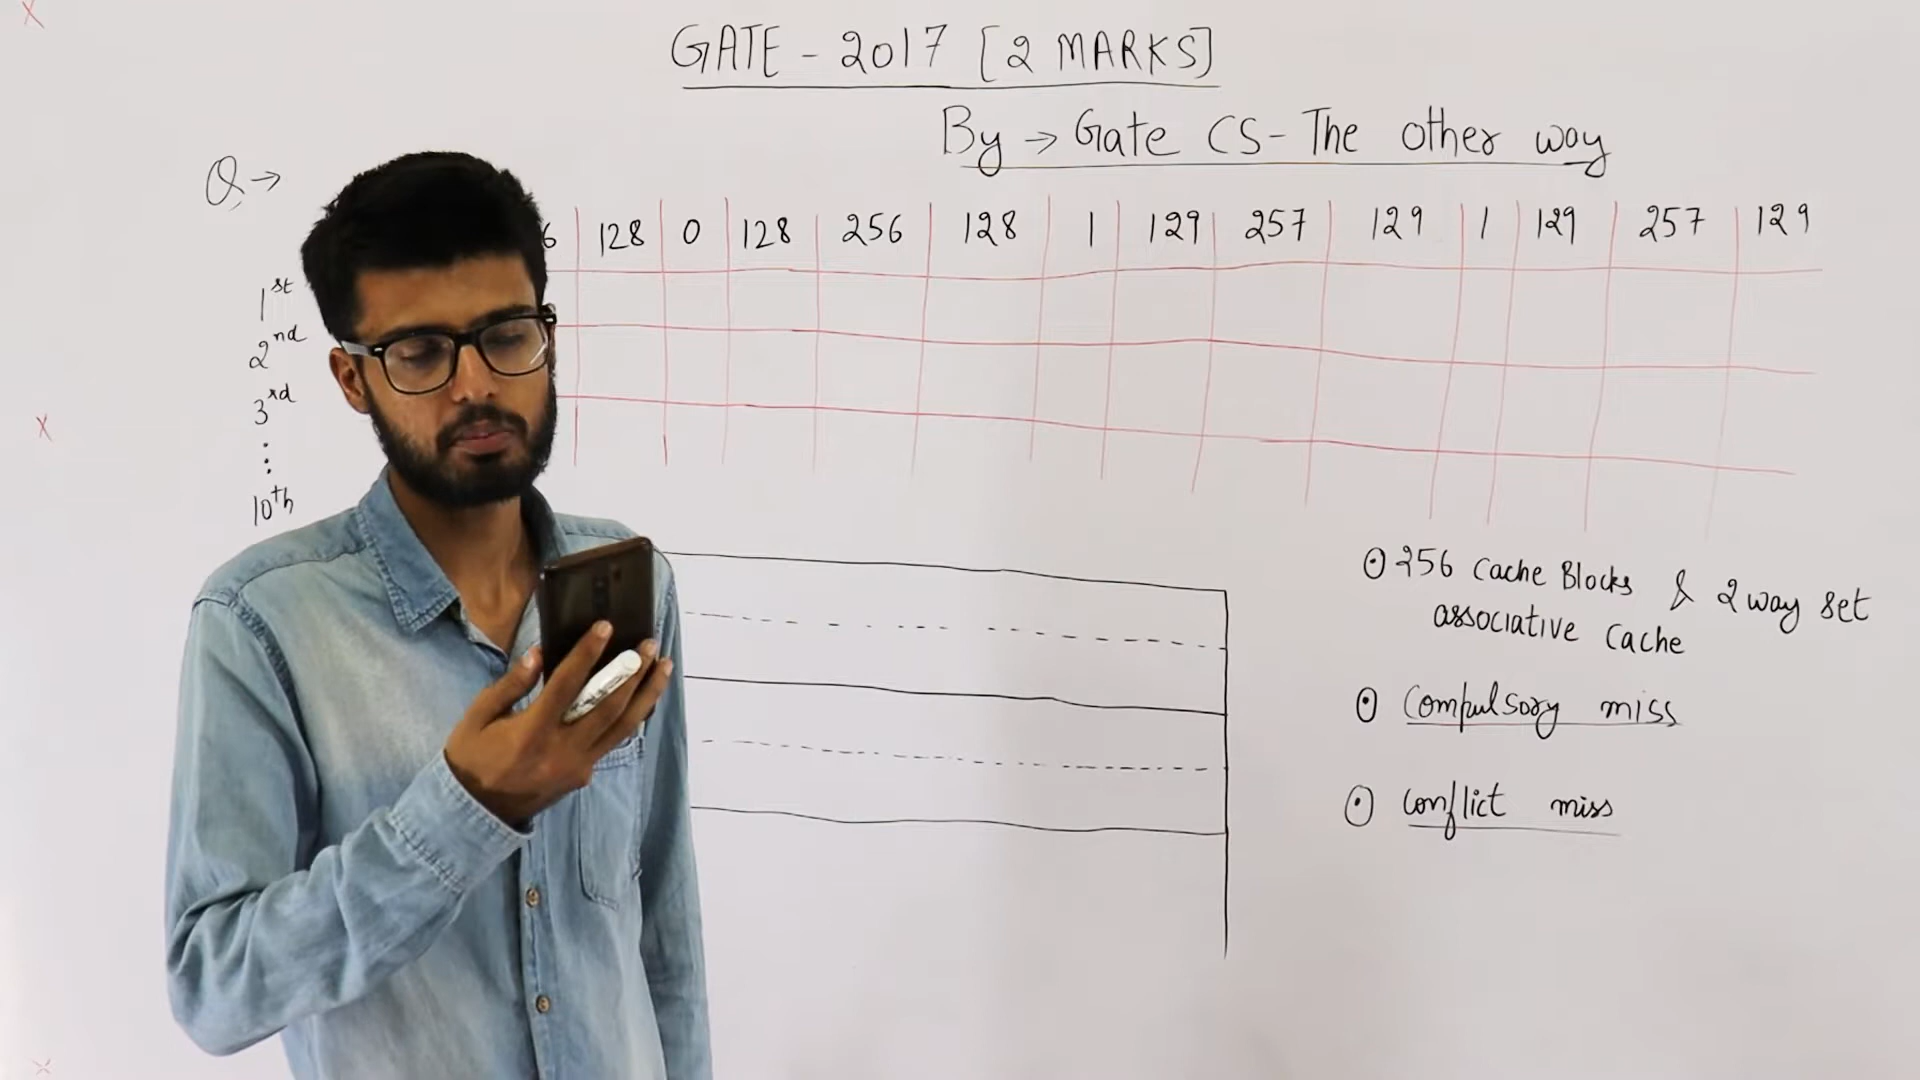 GATE - 2017 [2 MARKS]
By → Gate CS - The other way
Q →
6 128 0 128 256 128 1 129 257 129 1 129 257 129
1st
2nd
3rd
10th
256 Cache Blocks & 2 way set
associative Cache
Compulsory miss
Conflict miss